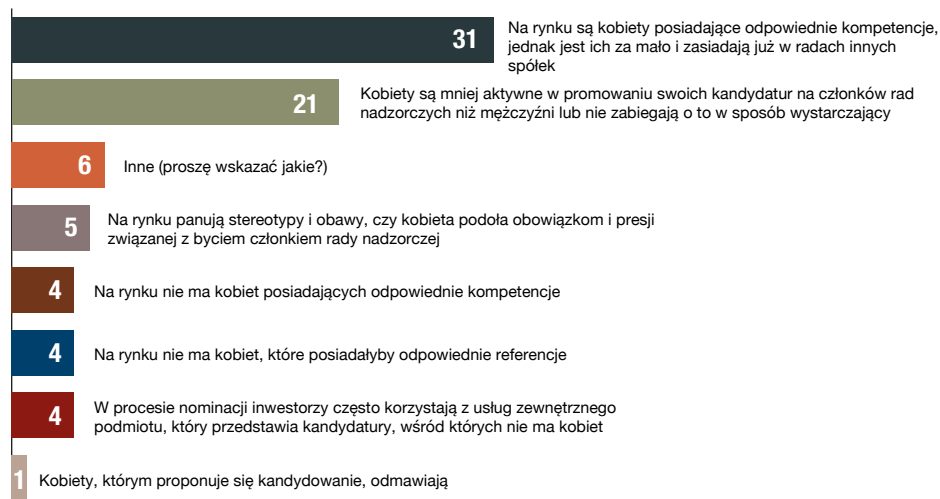 31
Na rynku są kobiety posiadające odpowiednie kompetencje,
jednak jest ich za mało i zasiadają już w radach innych
spółek
21
Kobiety są mniej aktywne w promowaniu swoich kandydatur na członków rad
nadzorczych niż mężczyźni lub nie zabiegają o to w sposób wystarczający
6
Inne (proszę wskazać jakie?)
5
Na rynku panują stereotypy i obawy, czy kobieta podoła obowiązkom i presji
związanej z byciem członkiem rady nadzorczej
4
Na rynku nie ma kobiet posiadających odpowiednie kompetencje
4
Na rynku nie ma kobiet, które posiadałyby odpowiednie referencje
4
W procesie nominacji inwestorzy często korzystają z usług zewnętrznego
podmiotu, który przedstawia kandydatury, wśród których nie ma kobiet
1
Kobiety, którym proponuje się kandydowanie, odmawiają